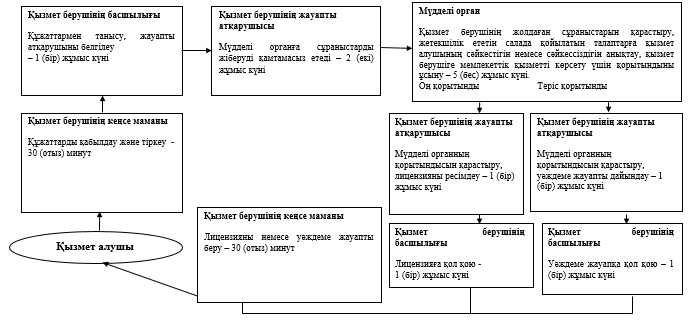 Қызмет берушінің басшылығы
Құжаттармен танысу, жауапты
атқарушыны белгілеу
– 1 (бір) жұмыс күні
Қызмет берушінің жауапты
атқарушысы
Мүдделі органға сұраныстарды
жіберуді қамтамасыз етеді – 2 (екі)
жұмыс күні
Мүдделі орган
Қызмет берушінің жолдаған сұраныстырын қарастыру,
жетекшілік ететін салада қойылатын талаптарға қызмет
алушының сәйкестігін немесе сәйкессіздігін анықтау, қызмет
берушіге мемлекеттік қызметті көрсету үшін қорытындыны
ұсыну – 5 (бес) жұмыс күні.
Оң қорытынды Теріс қорытынды
Қызмет берушінің кеңсе маманы
Құжаттарды қабылдау және тіркеу -
30 (отыз) минут
Қызмет берушінің жауапты
атқарушысы
Мүдделі органның
қорытындысын қарастыру,
лицензияны ресімдеу – 1 (бір)
жұмыс күні
Қызмет берушінің жауапты
атқарушысы
Мүдделі органның
қорытындысын қарастыру,
уәждеме жауапты дайындау – 1
(бір) жұмыс күні
Қызмет алушы
Қызмет берушінің кеңсе маманы
Лицензияны немесе уәждеме жауапты
беру – 30 (отыз) минут
Қызмет берушінің
басшылығы
Лицензияға қол қою -
1 (бір) жұмыс күні
Қызмет берушінің
басшылығы
Уәждеме жауапқа қол қою – 1
(бір) жұмыс күні